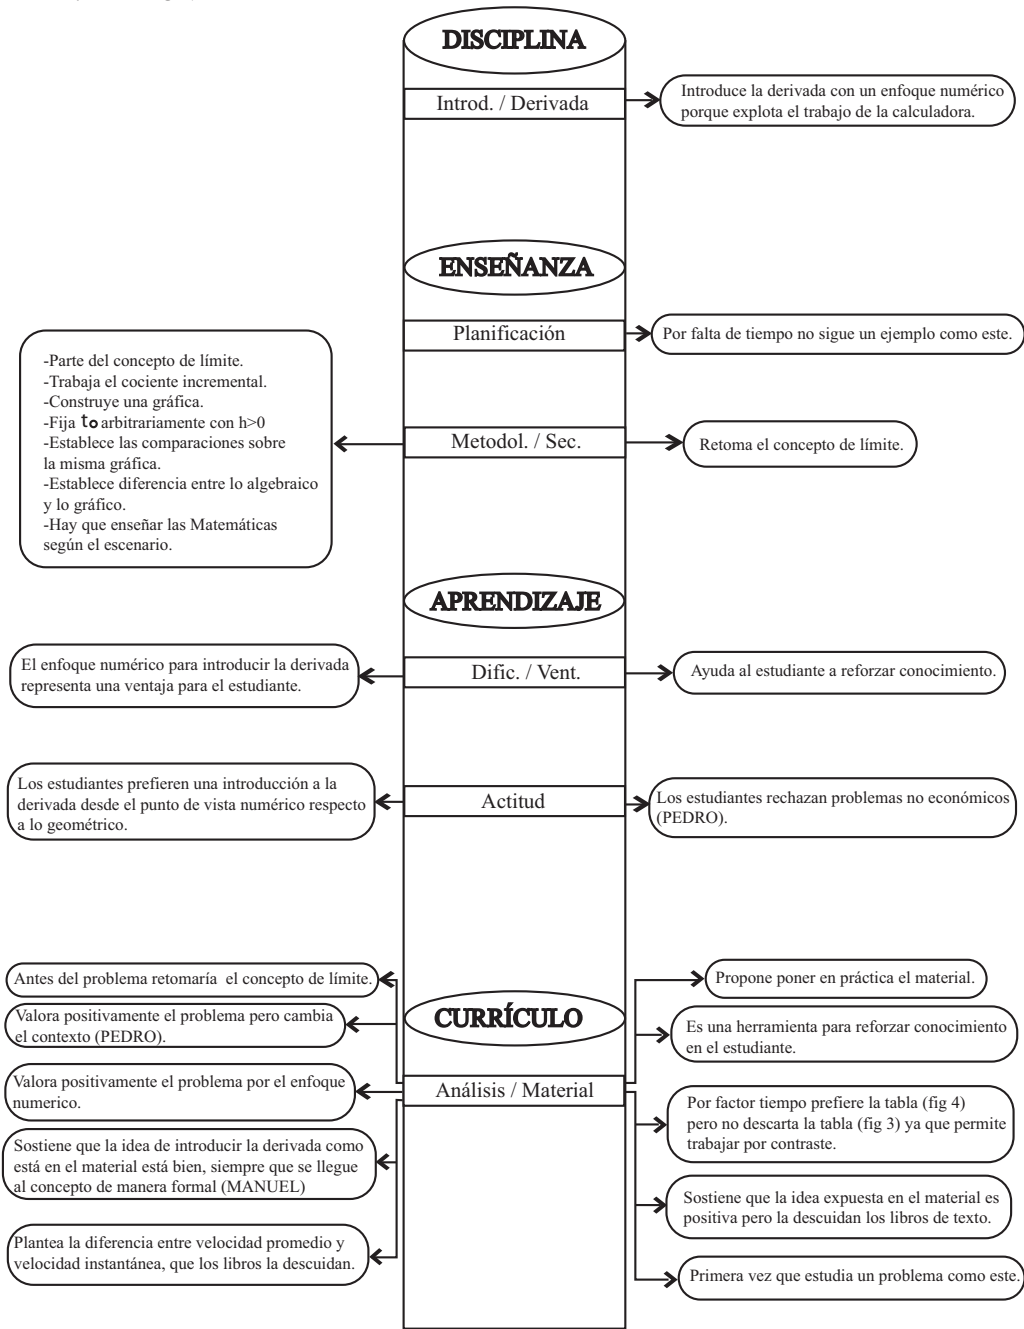 DISCIPLINA
Introd. / Derivada
Introduce la derivada con un enfoque numérico
porque explota el trabajo de la calculadora.
ENSEÑANZA
Planificación
Por falta de tiempo no sigue un ejemplo como este.
-Parte del concepto de límite.
-Trabaja el cociente incremental.
-Construye una gráfica.
-Fija to arbitrariamente con h>0
-Establece las comparaciones sobre
la misma gráfica.
-Establece diferencia entre lo algebraico
y lo gráfico.
-Hay que enseñar las Matemáticas
según el escenario.
Metodol. / Sec.
Retoma el concepto de límite.
APRENDIZAJE
El enfoque numérico para introducir la derivada
representa una ventaja para el estudiante.
Dific. / Vent.
Ayuda al estudiante a reforzar conocimiento.
Los estudiantes prefieren una introducción a la
derivada desde el punto de vista numérico respecto
a lo geométrico.
Actitud
Los estudiantes rechazan problemas no económicos
(PEDRO).
CURRÍCULO
Antes del problema retomaría el concepto de límite.
Valora positivamente el problema pero cambia
el contexto (PEDRO).
Valora positivamente el problema por el enfoque
numerico.
Sostiene que la idea de introducir la derivada como
está en el material está bien, siempre que se llegue
al concepto de manera formal (MANUEL)
Plantea la diferencia entre velocidad promedio y
velocidad instantánea, que los libros la descuidan.
Análisis / Material
Propone poner en práctica el material.
Es una herramienta para reforzar conocimiento
en el estudiante.
Por factor tiempo prefiere la tabla (fig 4)
pero no descarta la tabla (fig 3) ya que permite
trabajar por contraste.
Sostiene que la idea expuesta en el material es
positiva pero la descuidan los libros de texto.
Primera vez que estudia un problema como este.